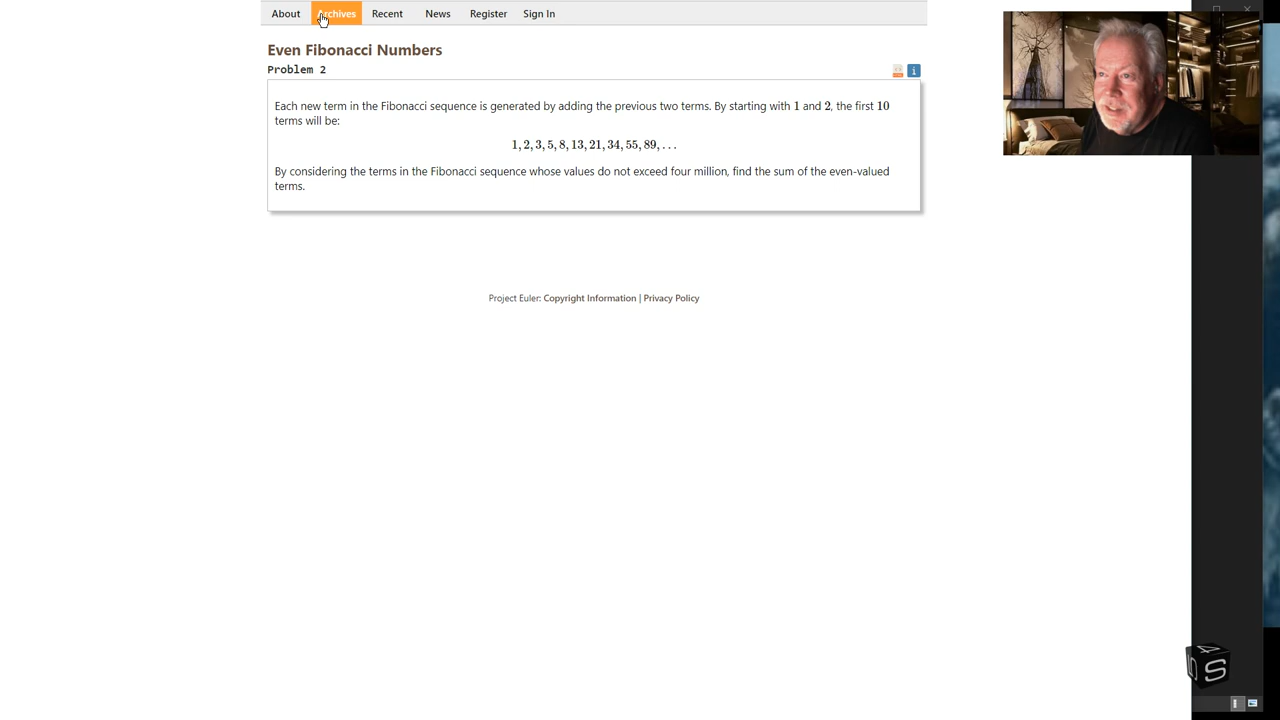 About Archives Recent News Register Sign In
Even Fibonacci Numbers
Problem 2
Each new term in the Fibonacci sequence is generated by adding the previous two terms. By starting with 1 and 2, the first 10
terms will be:
1, 2, 3, 5, 8, 13, 21, 34, 55, 89, . . .
By considering the terms in the Fibonacci sequence whose values do not exceed four million, find the sum of the even-valued
terms.
Project Euler: Copyright Information | Privacy Policy
4
S